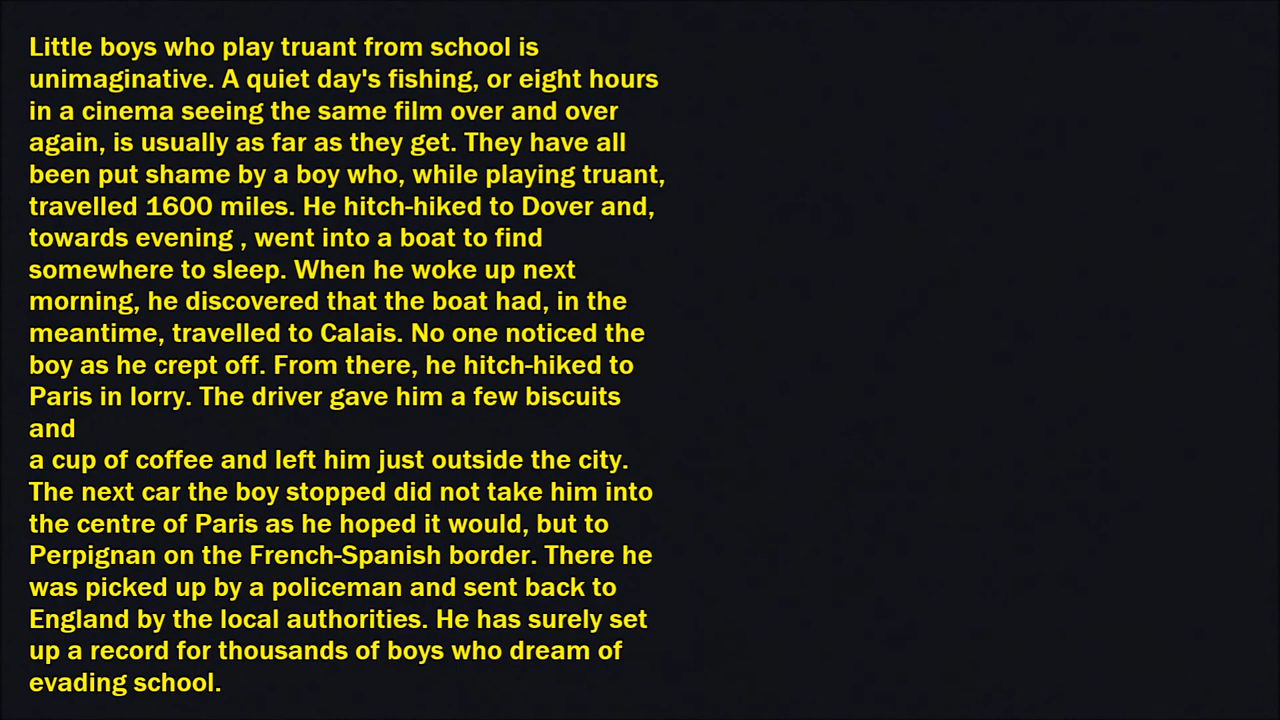 Little boys who play truant from school is
unimaginative. A quiet day's fishing, or eight hours
in a cinema seeing the same film over and over
again, is usually as far as they get. They have all
been put shame by a boy who, while playing truant,
travelled 1600 miles. He hitch-hiked to Dover and,
towards evening , went into a boat to find
somewhere to sleep. When he woke up next
morning, he discovered that the boat had, in the
meantime, travelled to Calais. No one noticed the
boy as he crept off. From there, he hitch-hiked to
Paris in lorry. The driver gave him a few biscuits
and
a cup of coffee and left him just outside the city.
The next car the boy stopped did not take him into
the centre of Paris as he hoped it would, but to
Perpignan on the French-Spanish border. There he
was picked up by a policeman and sent back to
England by the local authorities. He has surely set
up a record for thousands of boys who dream of
evading school.